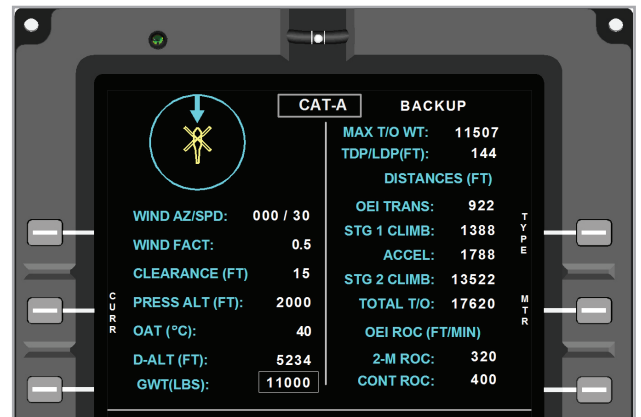 CAT-A BACKUP
WIND AZ/SPD: 000 / 30
WIND FACT: 0.5
CLEARANCE (FT) 15
PRESS ALT (FT): 2000
OAT (°C): 40
D-ALT (FT): 5234
GWT(LBS): 11000
CURR
MAX T/O WT: 11507
TDP/LDP(FT): 144
DISTANCES (FT)
OEI TRANS: 922
STG 1 CLIMB: 1388
ACCEL: 1788
STG 2 CLIMB: 13522
TOTAL T/O: 17620
OEI ROC (FT/MIN)
2-M ROC: 320
CONT ROC: 400
TYPE
MTR